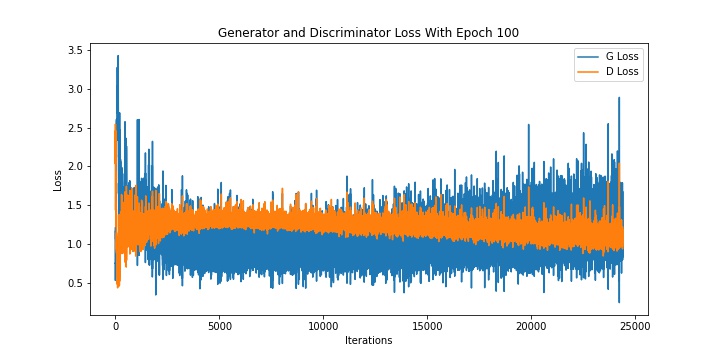 Generator and Discriminator Loss With Epoch 100
G Loss
D Loss
3.5
3.0
2.5
2.0
1.5
1.0
0.5
Loss
0
5000
10000
15000
20000
25000
Iterations